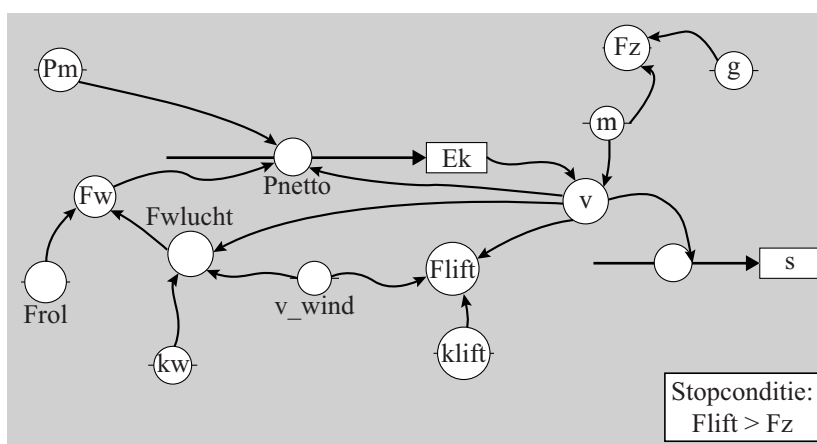 Pm
Fz
g
m
Ek
Pnetto
Fw
v
Fwlucht
Flift
s
Frol
v_wind
kw
klift
Stopconditie:
Flift > Fz